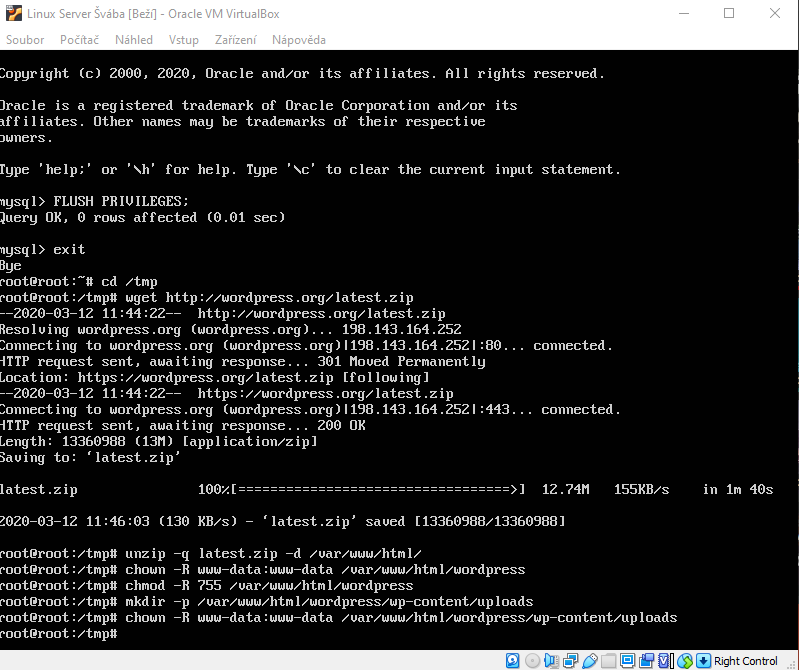 Linux Server Švába [Beží] - Oracle VM VirtualBox
Soubor Počítač Náhled Vstup Zařízení Nápověda
Copyright (c) 2000, 2020, Oracle and/or its affiliates. All rights reserved.
Oracle is a registered trademark of Oracle Corporation and/or its
affiliates. Other names may be trademarks of their respective
owners.
Type 'help;' or '\h' for help. Type '\c' to clear the current input statement.
mysql> FLUSH PRIVILEGES;
Query OK, 0 rows affected (0.01 sec)
mysql> exit
Bye
root@root:~# cd /tmp
root@root:/tmp# wget http://wordpress.org/latest.zip
--2020-03-12 11:44:22--  http://wordpress.org/latest.zip
Resolving wordpress.org (wordpress.org)... 198.143.164.252
Connecting to wordpress.org (wordpress.org)|198.143.164.252|:80... connected.
HTTP request sent, awaiting response... 301 Moved Permanently
Location: https://wordpress.org/latest.zip [following]
--2020-03-12 11:44:22--  https://wordpress.org/latest.zip
Connecting to wordpress.org (wordpress.org)|198.143.164.252|:443... connected.
HTTP request sent, awaiting response... 200 OK
Length: 13360988 (13M) [application/zip]
Saving to: ‘latest.zip’
latest.zip 100%[==================================>] 12.74M 155KB/s in 1m 40s
2020-03-12 11:46:03 (130 KB/s) - ‘latest.zip’ saved [13360988/13360988]
root@root:/tmp# unzip -q latest.zip -d /var/www/html/
root@root:/tmp# chown -R www-data:www-data /var/www/html/wordpress
root@root:/tmp# chmod -R 755 /var/www/html/wordpress
root@root:/tmp# mkdir -p /var/www/html/wordpress/wp-content/uploads
root@root:/tmp# chown -R www-data:www-data /var/www/html/wordpress/wp-content/uploads
root@root:/tmp#
Right Control